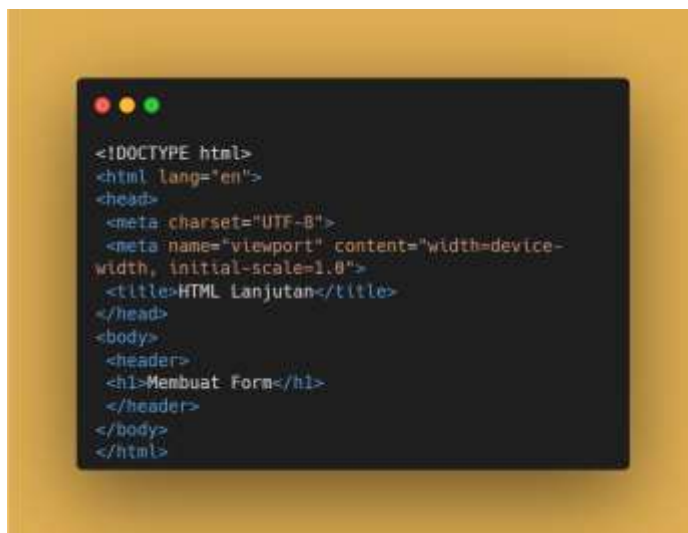 <!DOCTYPE html>
<html lang="en">
<head>
<meta charset="UTF-8">
<meta name="viewport" content="width=device-
width, initial-scale=1.0">
<title>HTML Lanjutan</title>
</head>
<body>
<header>
<h1>Membuat Form</h1>
</header>
</body>
</html>